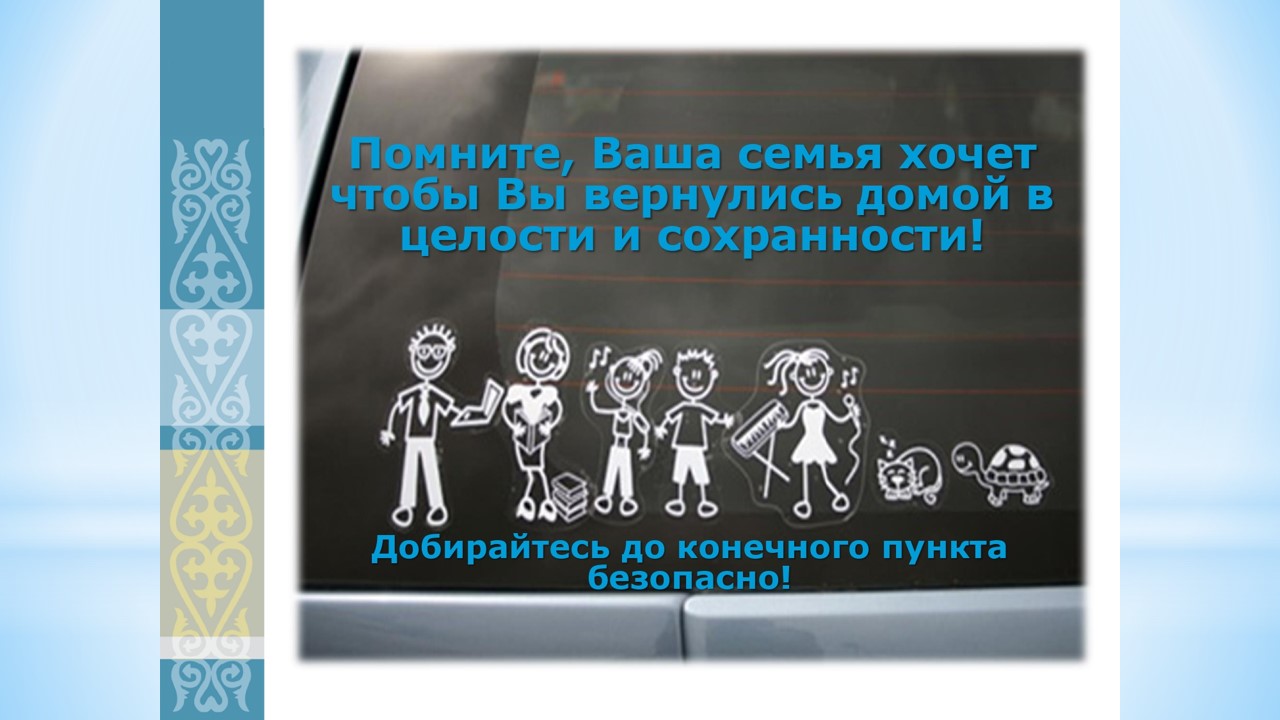 Помните, Ваша семья хочет
чтобы Вы вернулись домой в
целости и сохранности!
Добирайтесь до конечного пункта
безопасно!